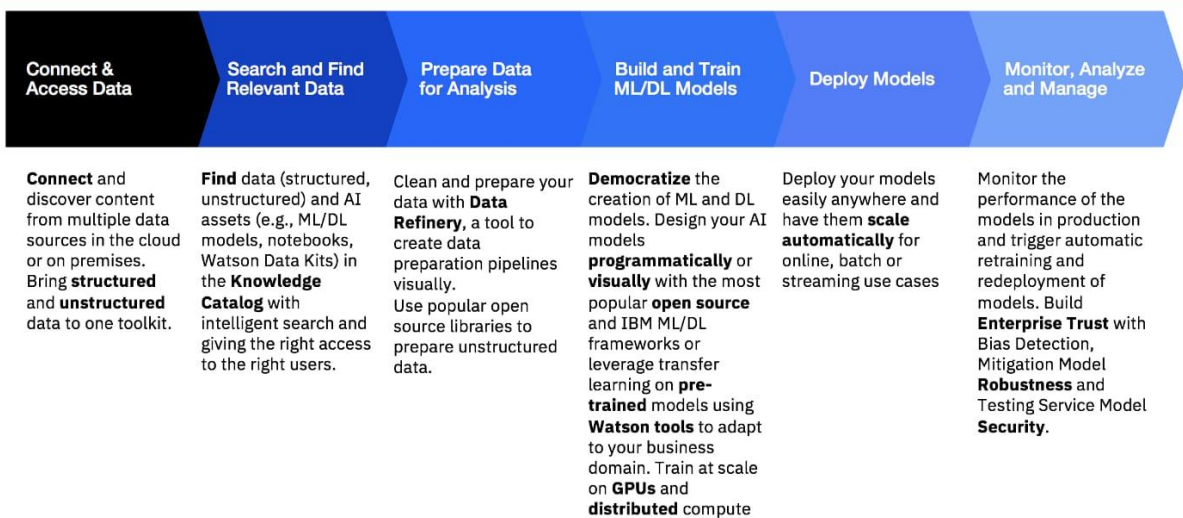 Connect &
Access Data
Search and Find
Relevant Data
Prepare Data
for Analysis
Build and Train
ML/DL Models
Deploy Models
Monitor, Analyze
and Manage
Connect and
discover content
from multiple data
sources in the cloud
or on premises.
Bring structured
and unstructured
data to one toolkit.
Find data (structured,
unstructured) and AI
assets (e.g., ML/DL
models, notebooks,
Watson Data Kits) in
the Knowledge
Catalog with
intelligent search and
giving the right access
to the right users.
Clean and prepare your
data with Data
Refinery, a tool to
create data
preparation pipelines
visually.
Use popular open
source libraries to
prepare unstructured
data.
Democratize the
creation of ML and DL
models. Design your AI
models
programmatically or
visually with the most
popular open source
and IBM ML/DL
frameworks or
leverage transfer
learning on pre-
trained models using
Watson tools to adapt
to your business
domain. Train at scale
on GPUs and
distributed compute
Deploy your models
easily anywhere and
have them scale
automatically for
online, batch or
streaming use cases
Monitor the
performance of the
models in production
and trigger automatic
retraining and
redeployment of
models. Build
Enterprise Trust with
Bias Detection,
Mitigation Model
Robustness and
Testing Service Model
Security.